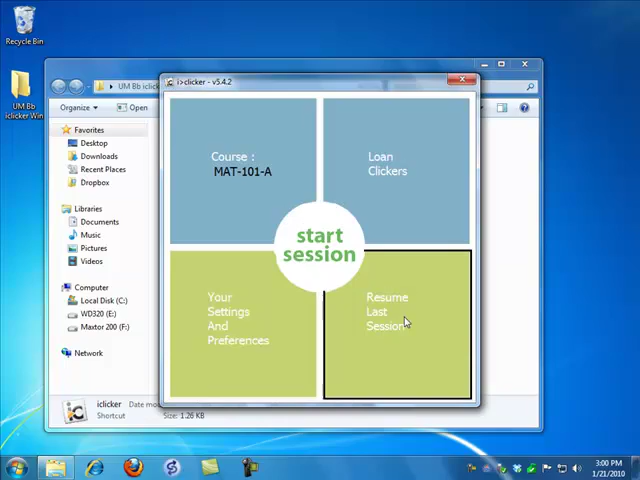 Recycle Bin
UM Bb
iclicker Win
UM Bb iclic
i>clicker - v5.4.2
Organize
Open
Favorites
Desktop
Downloads
Recent Places
Dropbox
Libraries
Documents
Music
Pictures
Videos
Computer
Local Disk (C:)
WD320 (E:)
Maxtor 200 (F:)
Network
Course :
MAT-101-A
Loan
Clickers
start
session
Your
Settings
And
Preferences
Resume
Last
Session
iclicker
Date mo
Shortcut
Size: 1.26 KB
3:00 PM
1/21/2010